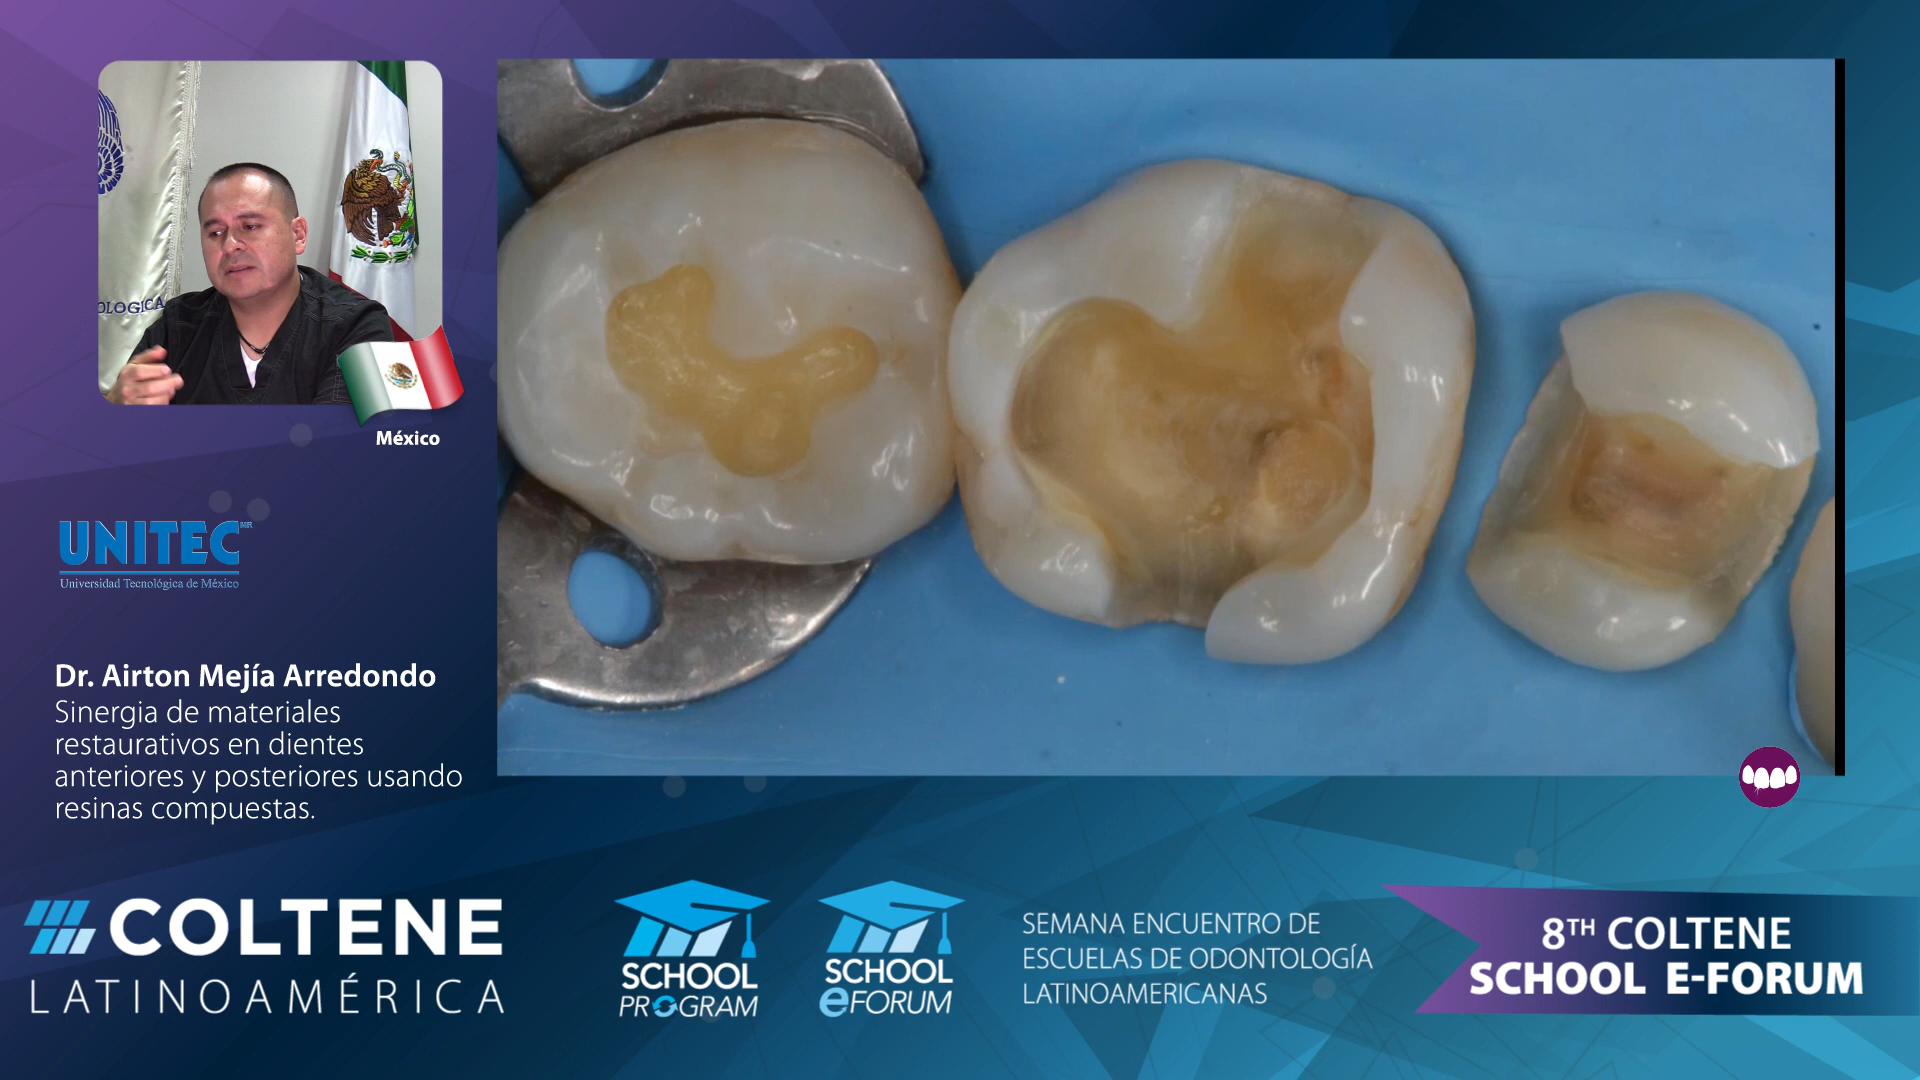 OLOGICA
México
UNITEC MR
Universidad Tecnológica de México
Dr. Airton Mejía Arredondo
Sinergia de materiales
restaurativos en dientes
anteriores y posteriores usando
resinas compuestas.
COLTENE
LATINOAMÉRICA
SCHOOL
PROGRAM
SCHOOL
eFORUM
SEMANA ENCUENTRO DE
ESCUELAS DE ODONTOLOGÍA
LATINOAMERICANAS
8TH COLTENE
SCHOOL E-FORUM